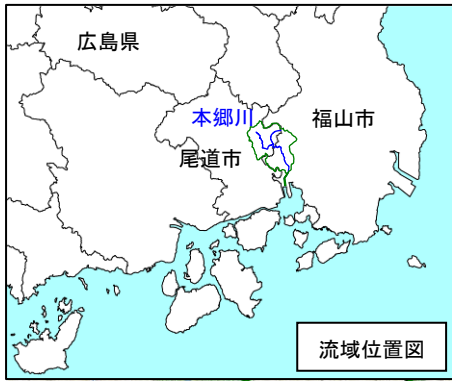 広島県
本郷川
福山市
尾道市
流域位置図